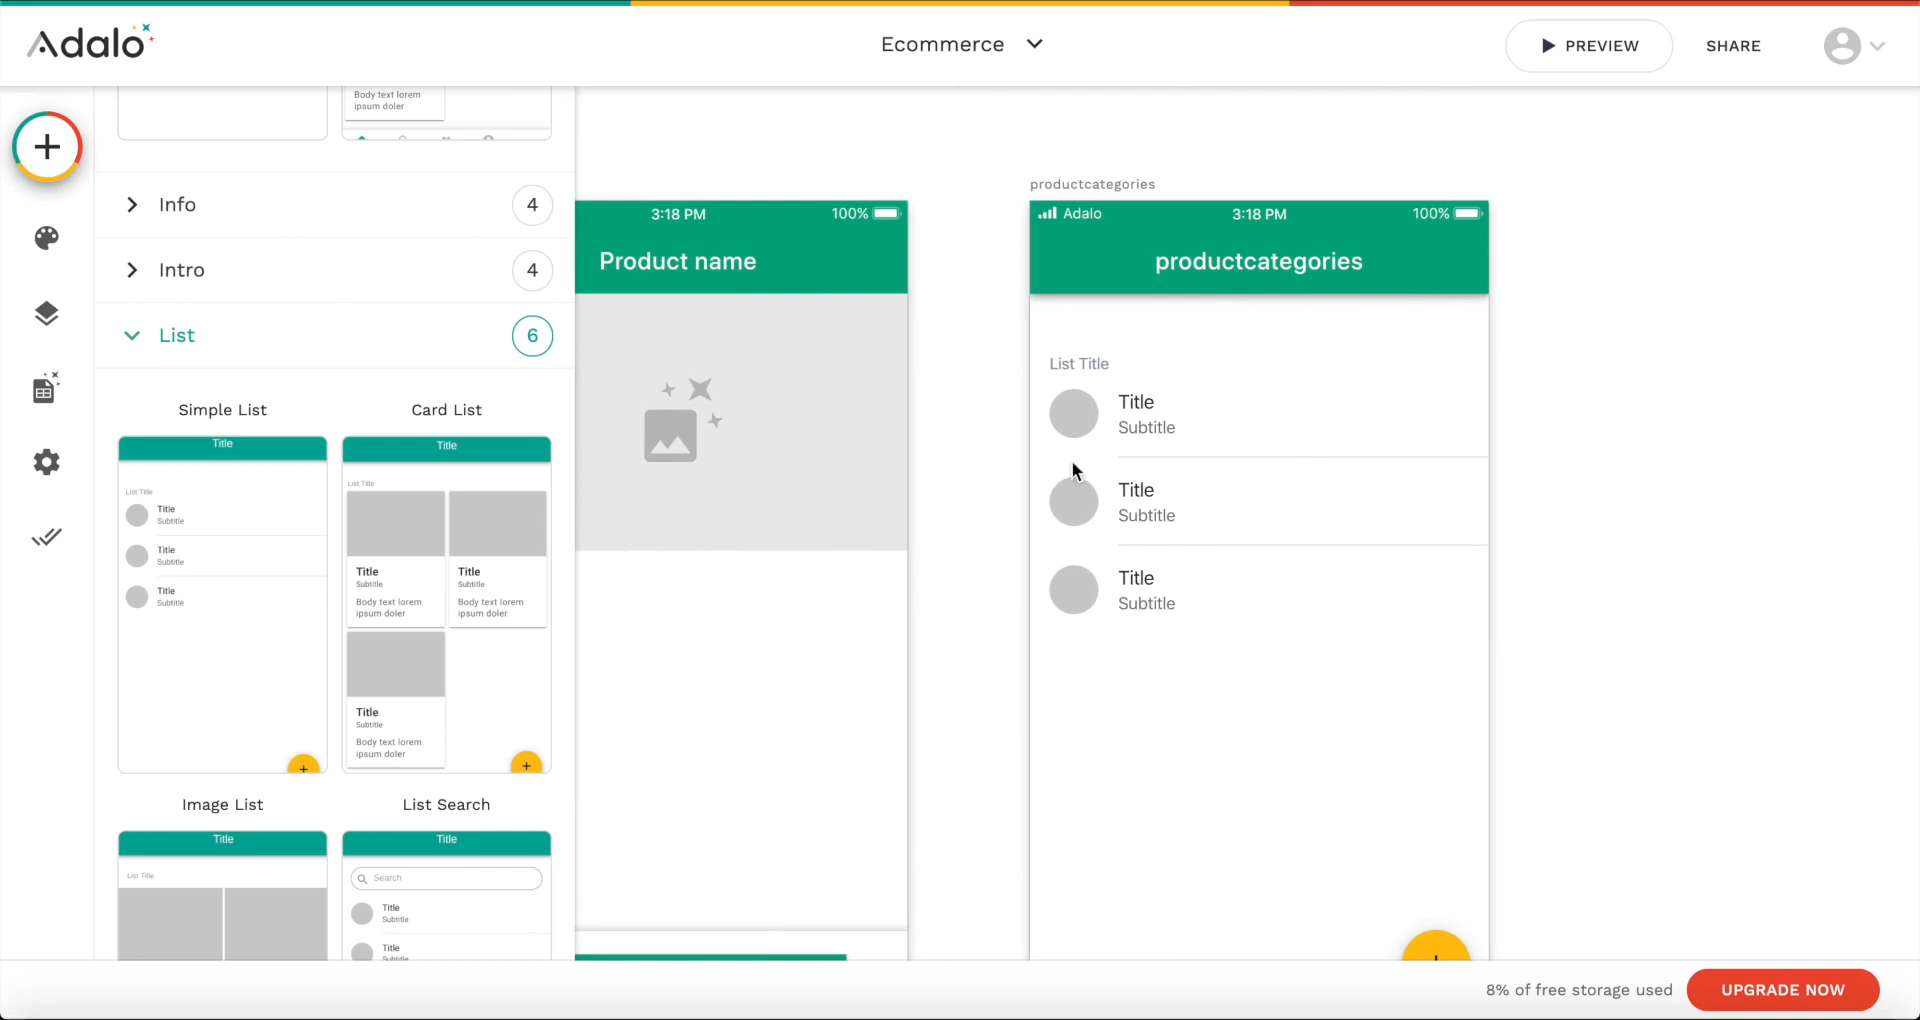 Adalo
Ecommerce
PREVIEW
SHARE
Body text lorem
ipsum doler
Info
4
Intro
4
List
6
Simple List
Card List
Title
List Title
Title
Subtitle
Title
Subtitle
Title
Subtitle
+
Title
List Title
Title
Subtitle
Body text lorem
ipsum doler
Title
Subtitle
Body text lorem
ipsum doler
Title
Subtitle
Body text lorem
ipsum doler
+
Image List
List Search
Title
List Title
Title
Search
Title
Subtitle
Title
Subtitle
3:18 PM
100%
Product name
productcategories
Adalo
3:18 PM
100%
productcategories
List Title
Title
Subtitle
Title
Subtitle
Title
Subtitle
8% of free storage used
UPGRADE NOW